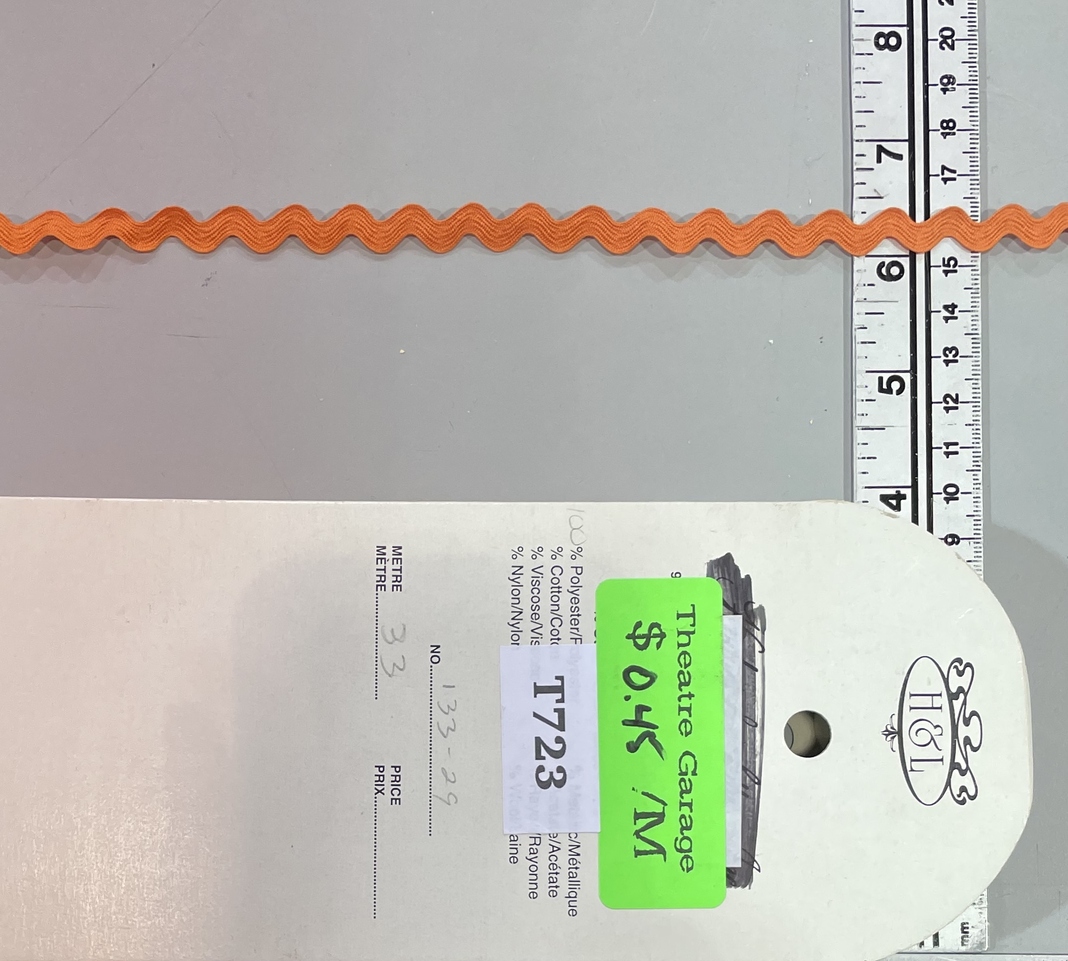 8
7
6
5
4
20
19
18
17
15
14
13
12
11
10
9
mm
H&L
Theatre Garage
$ 0.45 /M
T723
100% Polyester/
% Cotton/Coto
% Viscose/Vis
% Nylon/Nylon
c/Métallique
e/Acétate
/Rayonne
aine
NO. 133-29
METRE
MÈTRE 33
PRICE
PRIX